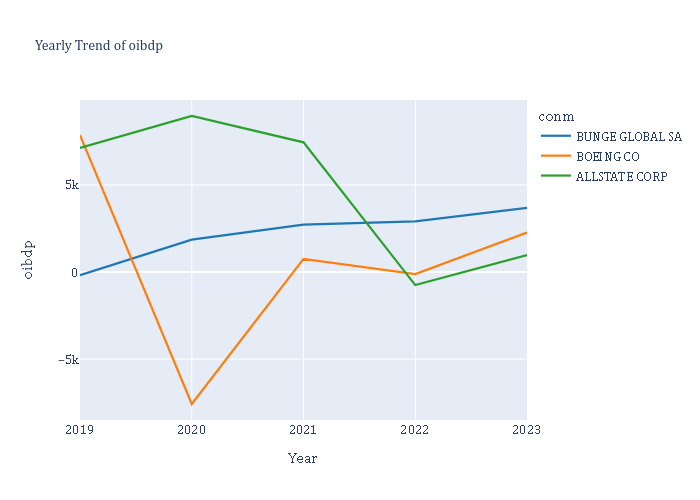 Yearly Trend of oibdp
conm
BUNGE GLOBAL SA
BOEING CO
ALLSTATE CORP
oibdp
5k
0
−5k
2019
2020
2021
2022
2023
Year